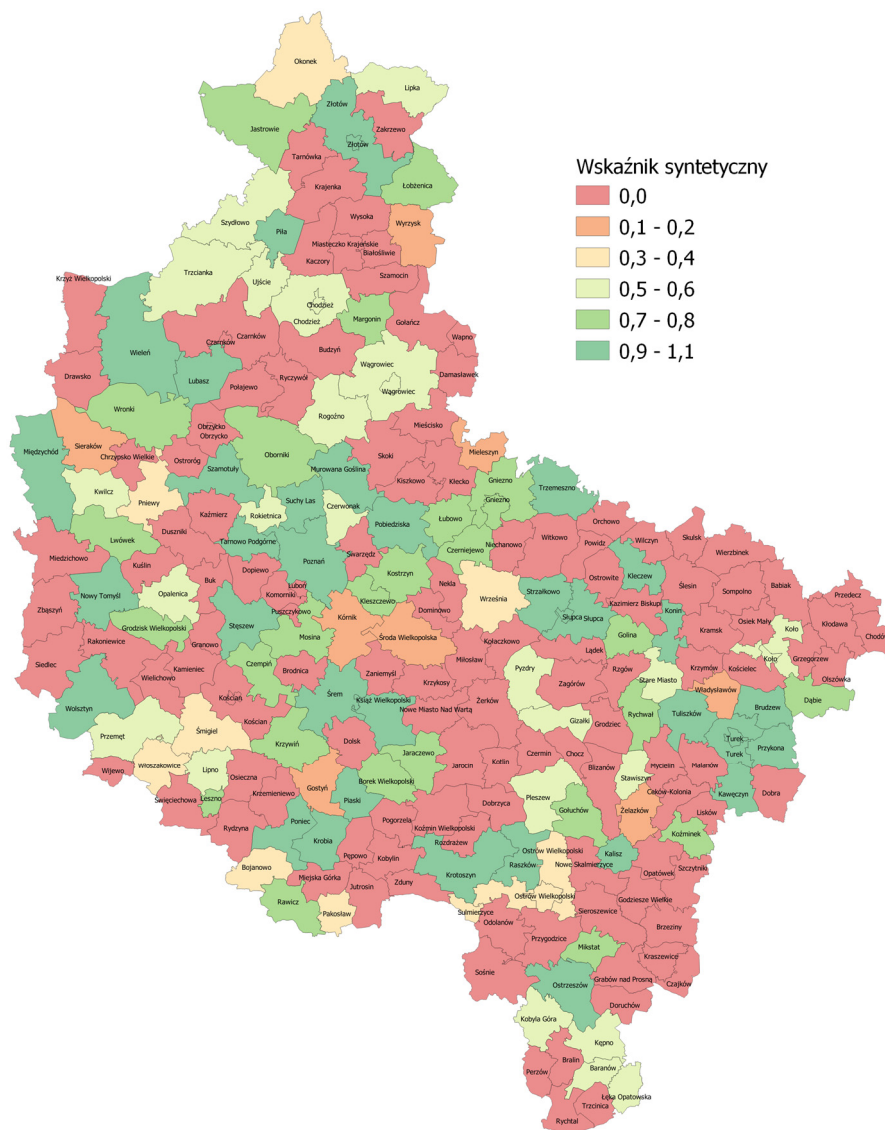 Okonek
Lipka
Złotów
Zakrzewo
Jastrowie
Złotów
Tarnówka
Krajenka
Łobżenica
Szydłowo
Wysoka
Wyrzysk
Piła
Miasteczko Krajeńskie
Białośliwie
Kaczory
Trzcianka
Ujście
Szamocin
Krzyż Wielkopolski
Chodzież
Chodzież
Margonin
Gołańcz
Wapno
Wieleń
Czarnków
Czarnków
Budzyń
Damasławek
Drawsko
Lubasz
Połajewo
Ryczywół
Wągrowiec
Wągrowiec
Wronki
Rogoźno
Obrzycko
Obrzycko
Mieścisko
Międzychód
Sieraków
Chrzypsko Wielkie
Ostroróg
Oborniki
Skoki
Mieleszyn
Szamotuły
Murowana Goślina
Kiszkowo
Kłecko
Gniezno
Gniezno
Trzemeszno
Kwilcz
Pniewy
Kaźmierz
Rokietnica
Suchy Las
Czerwonak
Pobiedziska
Łubowo
Orchowo
Lwówek
Duszniki
Tarnowo Podgórne
Poznań
Swarzędz
Czerniejewo
Niechanowo
Witkowo
Powidz
Wilczyn
Skulsk
Wierzbinek
Miedzichowo
Kuślin
Buk
Dopiewo
Luboń
Komorniki
Puszczykowo
Kostrzyn
Kleszczewo
Nekla
Dominowo
Września
Strzałkowo
Ostrowite
Kleczew
Kazimierz Biskupi
Ślesin
Sompolno
Babiak
Przedecz
Zbąszyń
Nowy Tomyśl
Opalenica
Grodzisk Wielkopolski
Granowo
Stęszew
Mosina
Kórnik
Środa Wielkopolska
Słupca
Słupca
Konin
Kramsk
Osiek Mały
Koło
Koło
Kłodawa
Chodów
Siedlec
Rakoniewice
Kamieniec
Wielichowo
Czempiń
Brodnica
Zaniemyśl
Krzykosy
Miłosław
Kołaczkowo
Lądek
Golina
Rzgów
Stare Miasto
Krzymów
Kościelec
Grzegorzew
Olszówka
Wolsztyn
Kościan
Kościan
Śrem
Książ Wielkopolski
Nowe Miasto Nad Wartą
Żerków
Pyzdry
Zagórów
Gizałki
Grodziec
Rychwał
Tuliszków
Władysławów
Brudzew
Dąbie
Przemęt
Śmigiel
Krzywiń
Dolsk
Jaraczewo
Jarocin
Kotlin
Czermin
Chocz
Blizanów
Stawiszyn
Mycielin
Malanów
Turek
Turek
Przykona
Wijewo
Włoszakowice
Lipno
Leszno
Osieczna
Krzemieniewo
Gostyń
Piaski
Borek Wielkopolski
Dobrzyca
Pleszew
Gołuchów
Żelazków
Ceków-Kolonia
Lisków
Kawęczyn
Dobra
Święciechowa
Rydzyna
Poniec
Krobia
Pogorzela
Koźmin Wielkopolski
Rozdrażew
Pępowo
Kobylin
Krotoszyn
Raszków
Ostrów Wielkopolski
Nowe Skalmierzyce
Kalisz
Opatówek
Koźminek
Szczytniki
Bojanowo
Miejska Górka
Jutrosin
Zduny
Rawicz
Pakosław
Sulmierzyce
Ostrów Wielkopolski
Odolanów
Sieroszewice
Godziesze Wielkie
Przygodzice
Brzeziny
Sośnie
Mikstat
Kraszewice
Grabów nad Prosną
Czajków
Ostrzeszów
Doruchów
Kobyla Góra
Kępno
Bralin
Perzów
Baranów
Łęka Opatowska
Trzcinica
Rychtal
Wskaźnik syntetyczny
0,0
0,1 - 0,2
0,3 - 0,4
0,5 - 0,6
0,7 - 0,8
0,9 - 1,1